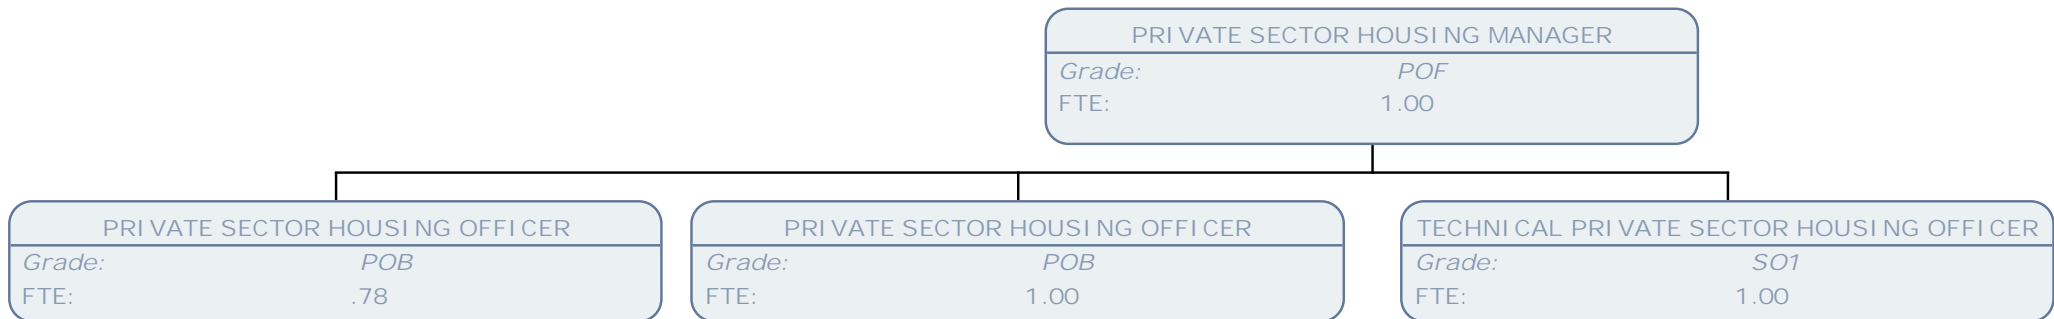 PRIVATE SECTOR HOUSING MANAGER
Grade: POF
FTE: 1.00
PRIVATE SECTOR HOUSING OFFICER
Grade: POB
FTE: .78
PRIVATE SECTOR HOUSING OFFICER
Grade: POB
FTE: 1.00
TECHNICAL PRIVATE SECTOR HOUSING OFFICER
Grade: SO1
FTE: 1.00